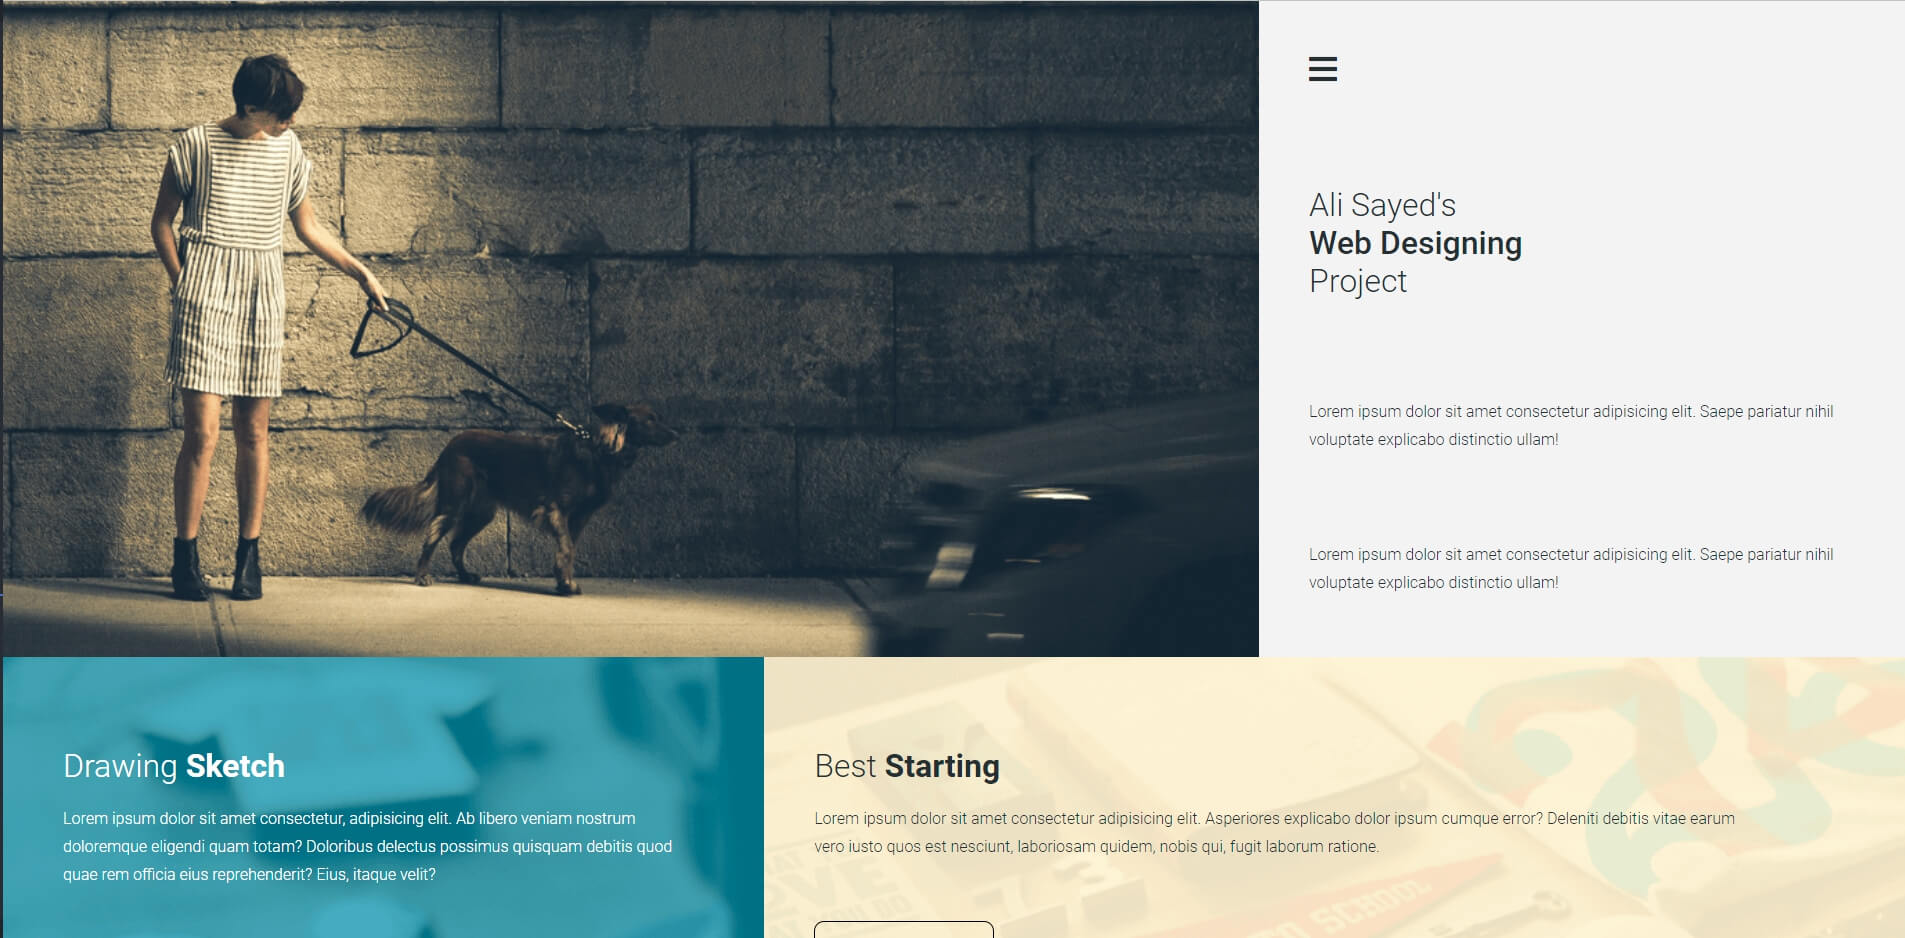 Ali Sayed's
Web Designing
Project
Lorem ipsum dolor sit amet consectetur adipisicing elit. Saepe pariatur nihil
voluptate explicabo distinctio ullam!
Lorem ipsum dolor sit amet consectetur adipisicing elit. Saepe pariatur nihil
voluptate explicabo distinctio ullam!
Drawing Sketch
Lorem ipsum dolor sit amet consectetur, adipisicing elit. Ab libero veniam nostrum
doloremque eligendi quam totam? Doloribus delectus possimus quisquam debitis quod
quae rem officia eius reprehenderit? Eius, itaque velit?
Best Starting
Lorem ipsum dolor sit amet consectetur adipisicing elit. Asperiores explicabo dolor ipsum cumque error? Deleniti debitis vitae earum
vero iusto quos est nesciunt, laboriosam quidem, nobis qui, fugit laborum ratione.
73
SCHOOL